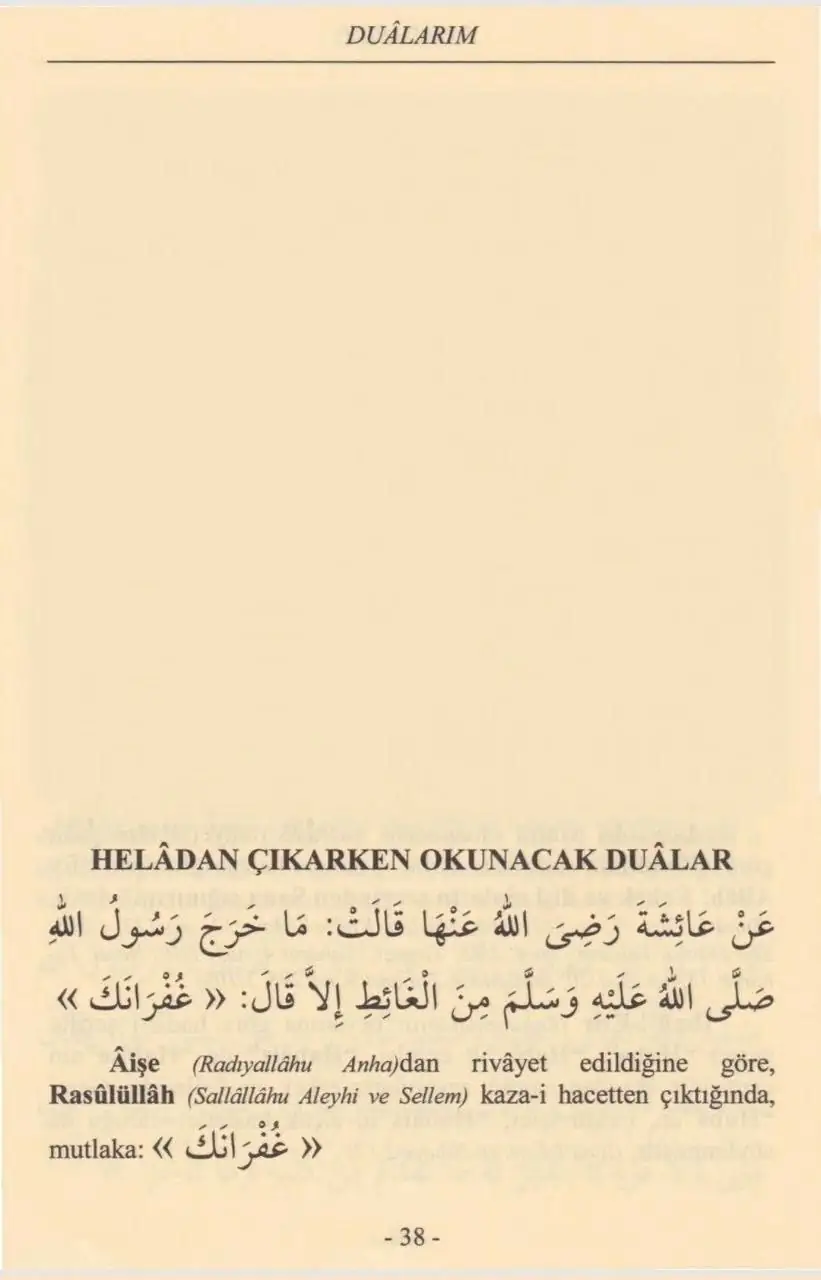 DUÂLARIM
HELÂDAN ÇIKARKEN OKUNACAK DUÂLAR
عَنْ عَائِشَةَ رَضِىَ اللهُ عَنْهَا قَالَتْ: مَا خَرَجَ رَسُولُ اللهِ
صَلَّى اللهُ عَلَيْهِ وَسَلَّمَ مِنَ الْغَائِطِ إِلاَّ قَالَ: « غُفْرَانَكَ »
Âişe (Radıyallâhu Anha)dan rivâyet edildiğine göre,
Rasûlüllâh (Sallâllâhu Aleyhi ve Sellem) kaza-i hacetten çıktığında,
mutlaka: « غُفْرَانَكَ »
- 38 -